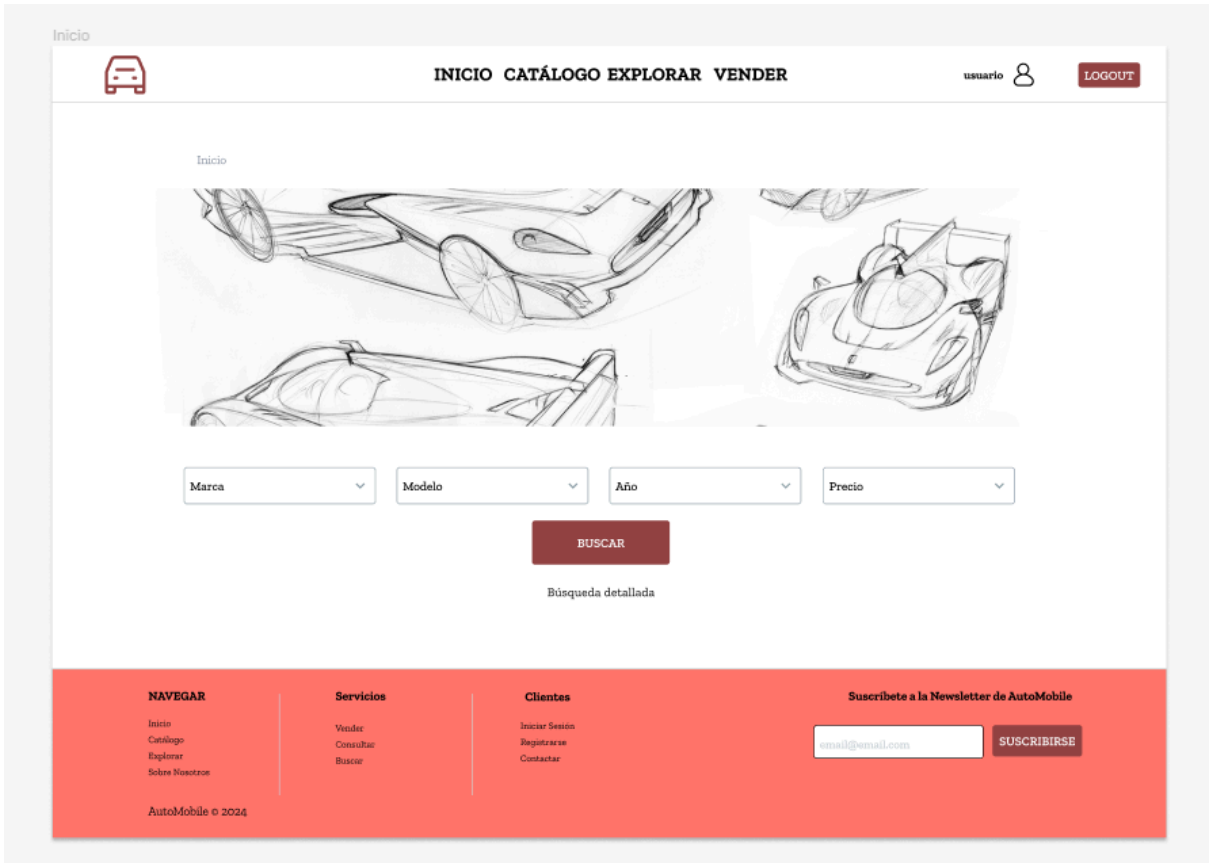 Inicio
INICIO CATÁLOGO EXPLORAR VENDER
usuario
LOGOUT
Inicio
Marca
Modelo
Año
Precio
BUSCAR
Búsqueda detallada
NAVEGAR
Inicio
Catálogo
Explorar
Sobre Nosotros
Servicios
Vender
Consultar
Buscar
Clientes
Iniciar Sesión
Registrarse
Contactar
Suscríbete a la Newsletter de AutoMobile
email@email.com
SUSCRIBIRSE
AutoMobile © 2024